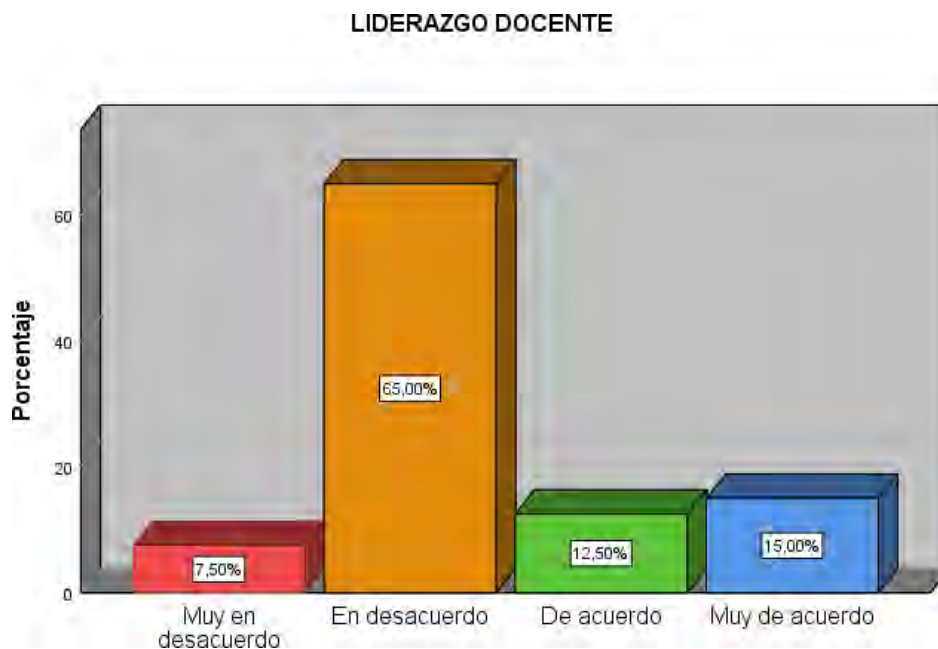 LIDERAZGO DOCENTE
Porcentaje
60
40
20
0
65,00%
7,50%
12,50%
15,00%
Muy en
desacuerdo
En desacuerdo
De acuerdo
Muy de acuerdo